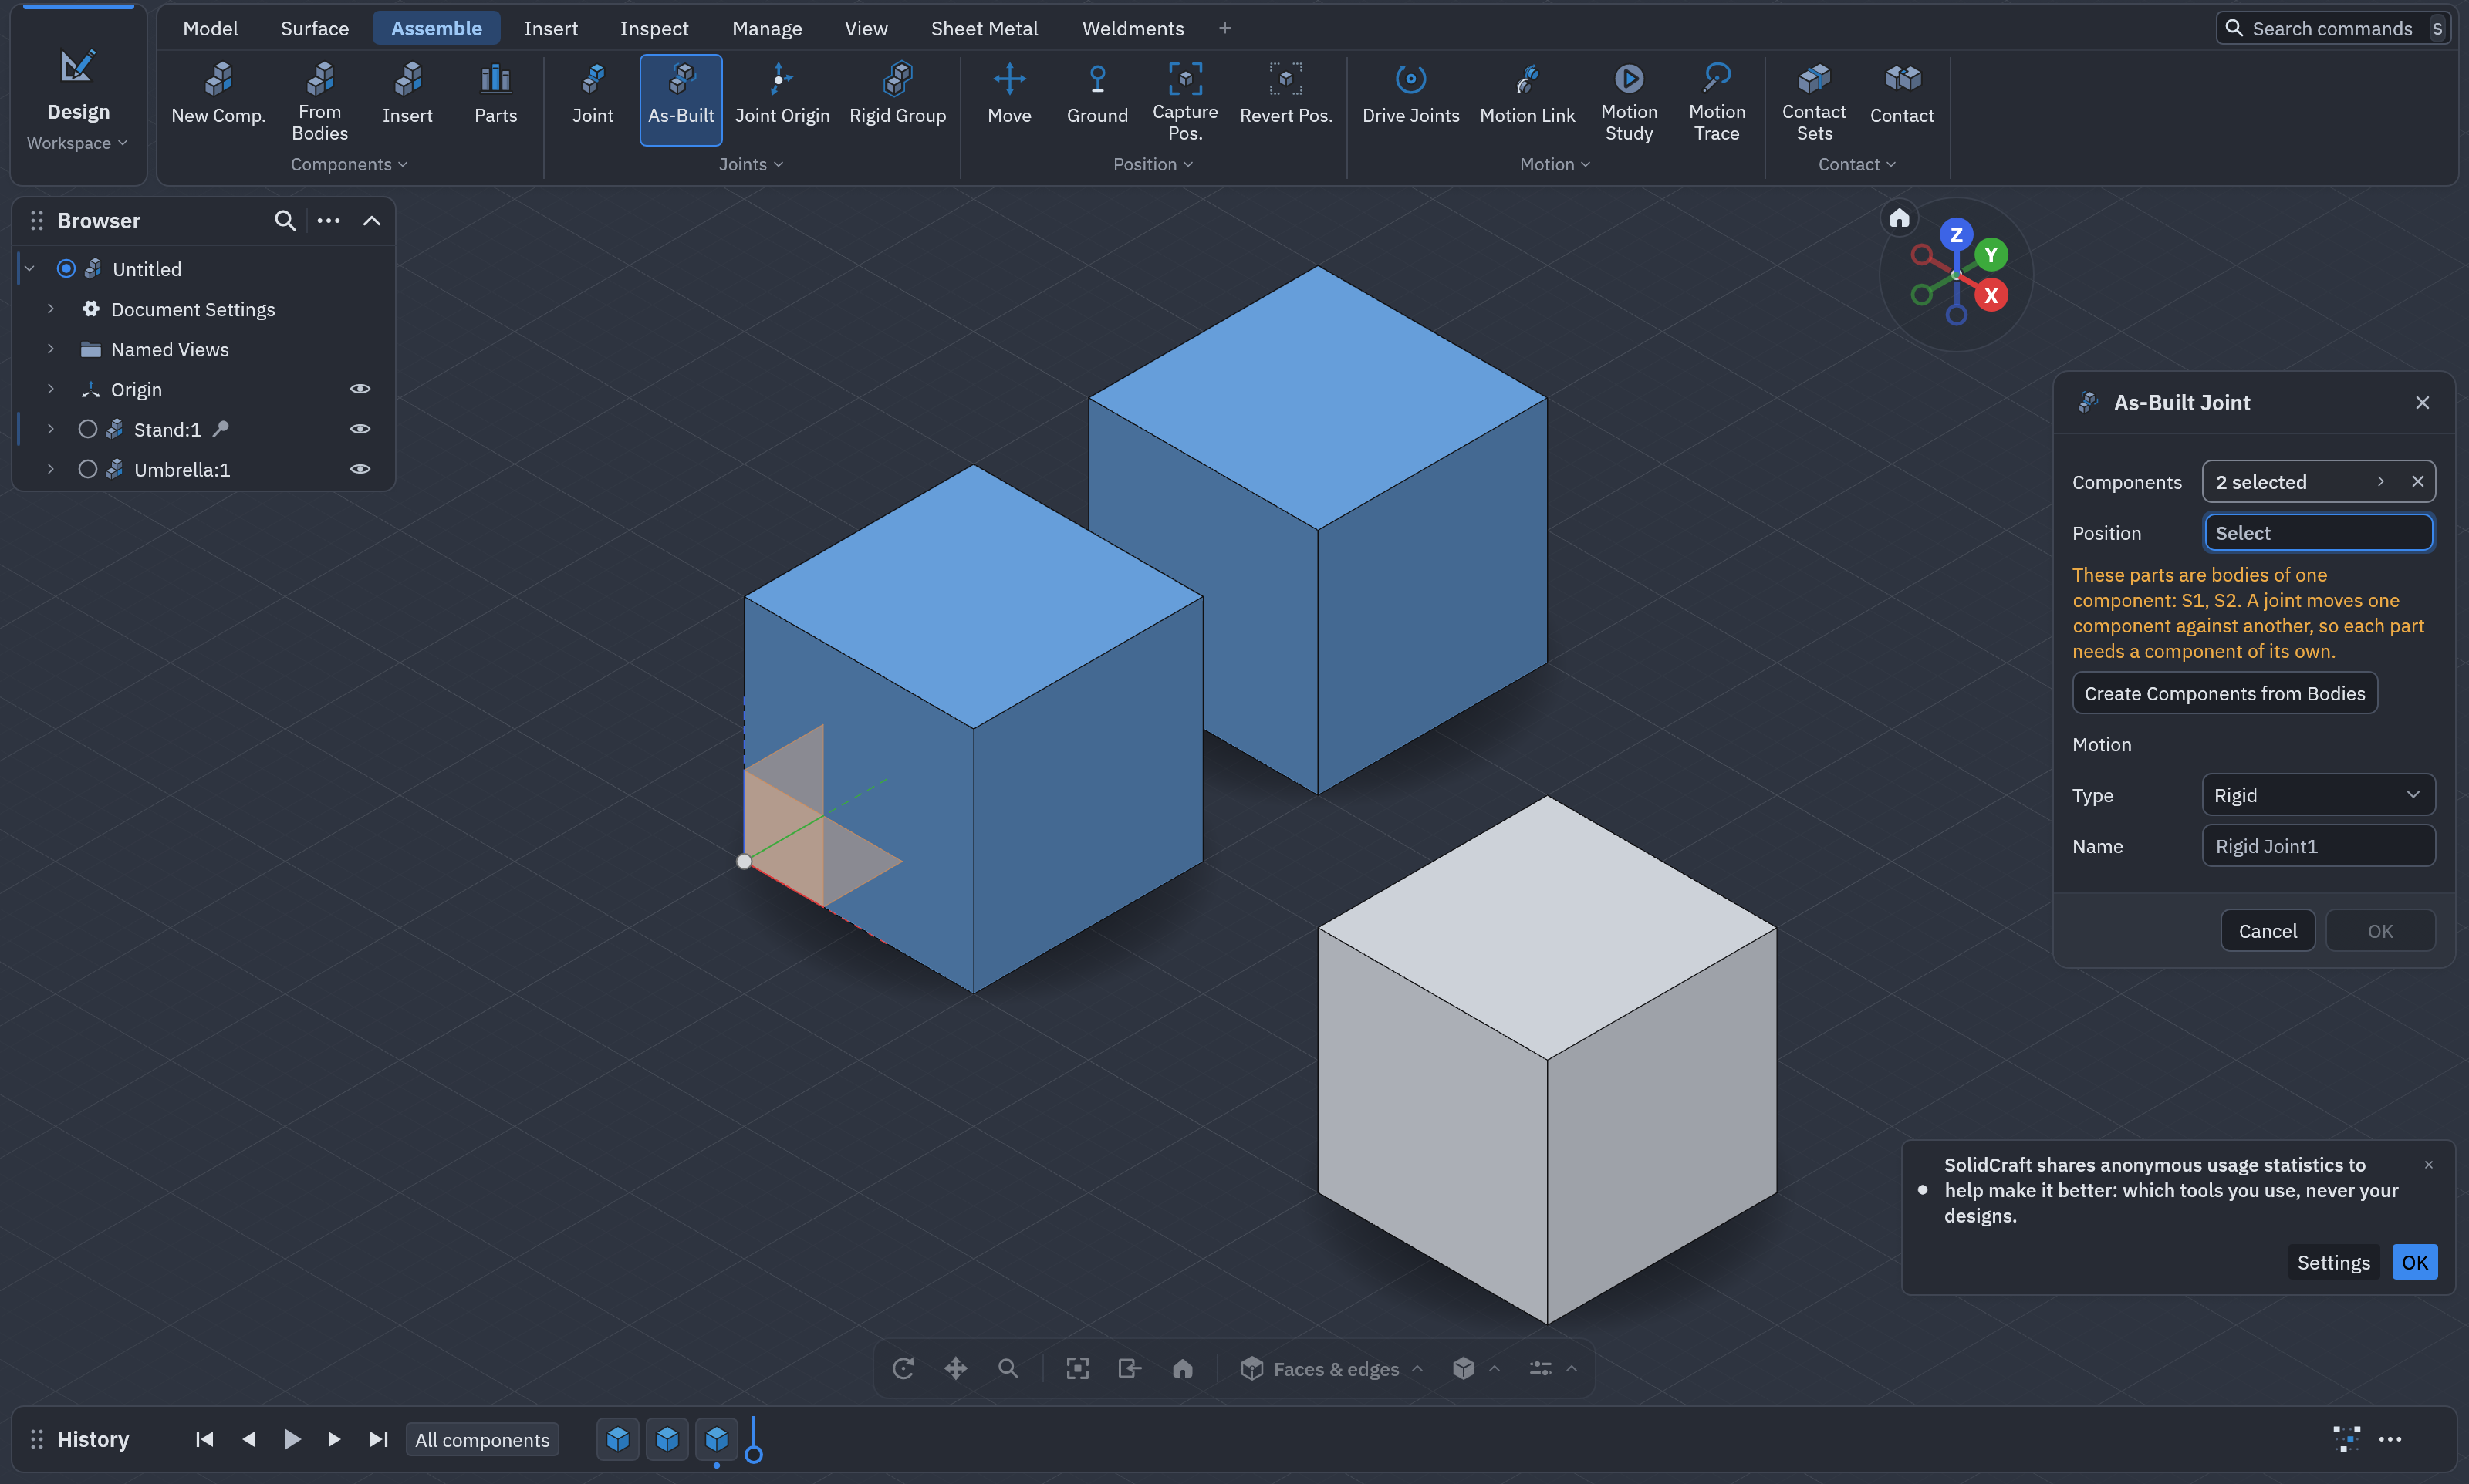 Design
Workspace
Model Surface Assemble Insert Inspect Manage View Sheet Metal Weldments +
Search commands S
New Comp. From Bodies Insert Parts
Components
Joint As-Built Joint Origin Rigid Group
Joints
Move Ground Capture Pos. Revert Pos.
Position
Drive Joints Motion Link Motion Study Motion Trace
Motion
Contact Sets Contact
Contact
Browser
Untitled
Document Settings
Named Views
Origin
Stand:1
Umbrella:1
Z
Y
X
As-Built Joint
Components 2 selected
Position Select
These parts are bodies of one
component: S1, S2. A joint moves one
component against another, so each part
needs a component of its own.
Create Components from Bodies
Motion
Type Rigid
Name Rigid Joint1
Cancel OK
SolidCraft shares anonymous usage statistics to
help make it better: which tools you use, never your
designs.
Settings OK
Faces & edges
History All components